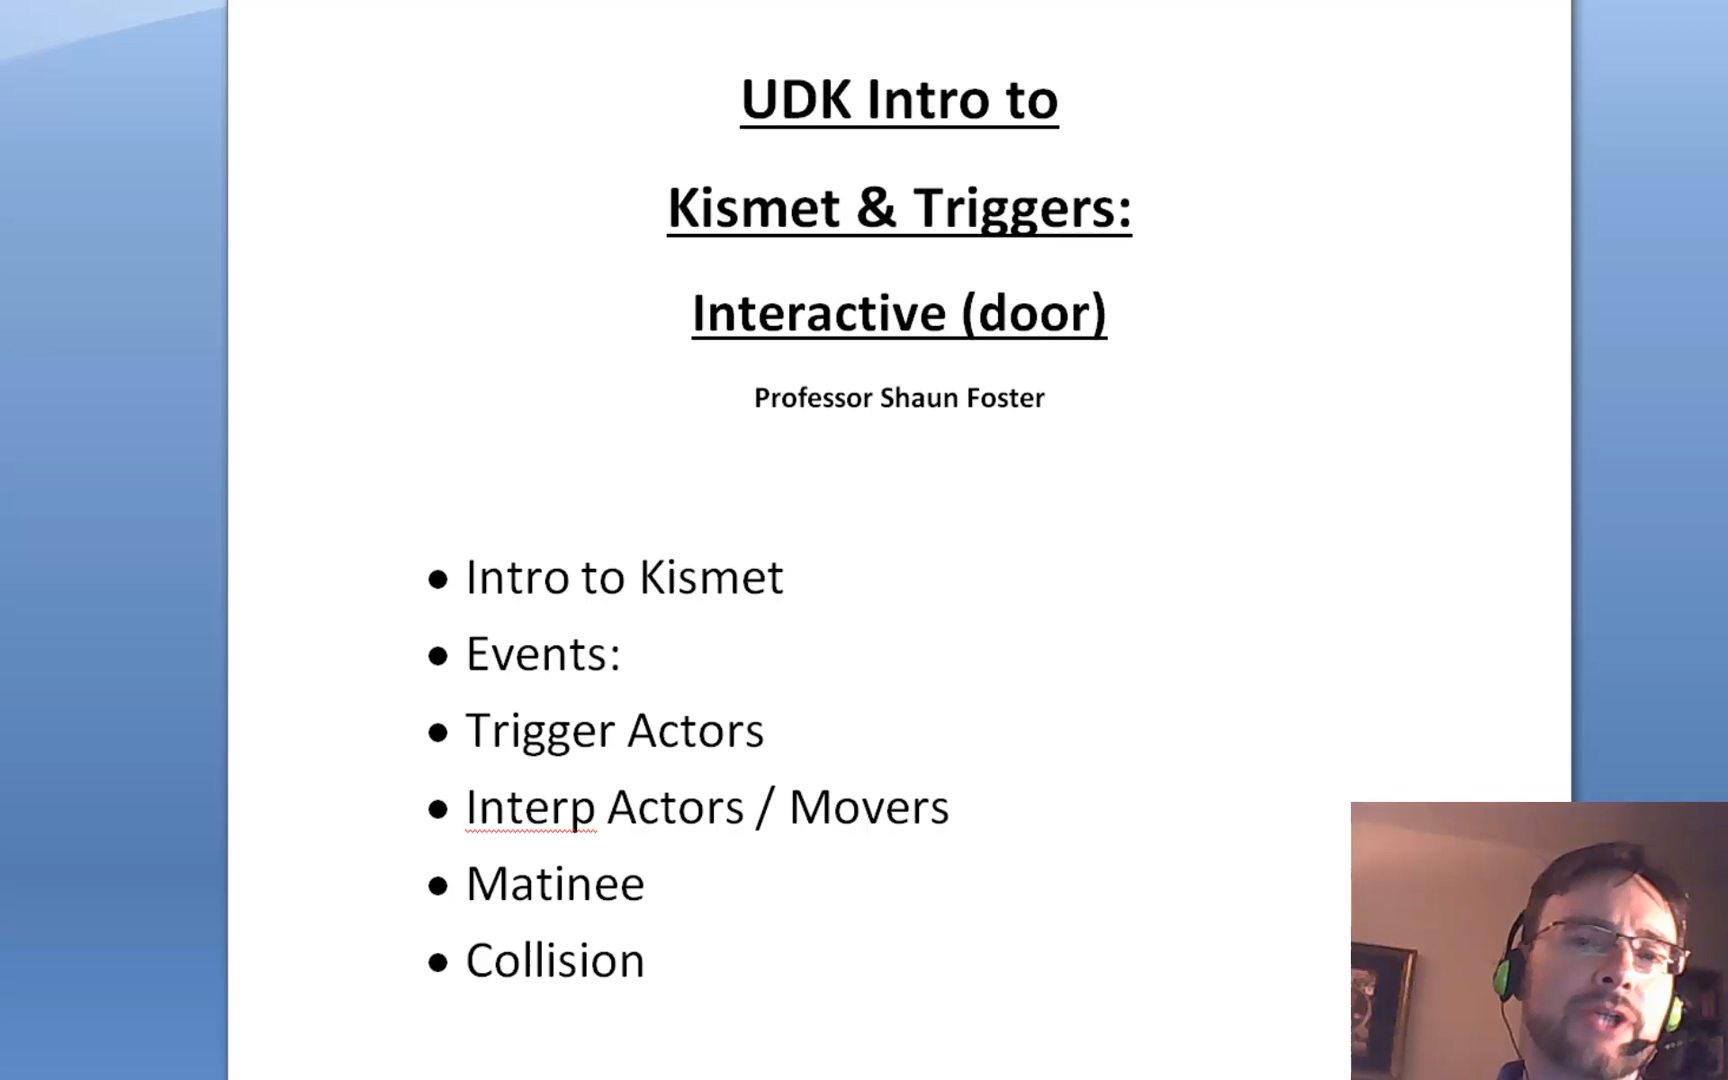 UDK Intro to
Kismet & Triggers:
Interactive (door)
Professor Shaun Foster
• Intro to Kismet
• Events:
• Trigger Actors
• Interp Actors / Movers
• Matinee
• Collision